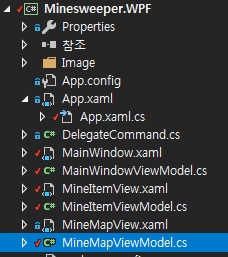 Minesweeper.WPF
Properties
참조
Image
App.config
App.xaml
App.xaml.cs
DelegateCommand.cs
MainWindow.xaml
MainWindowViewModel.cs
MineItemView.xaml
MineItemViewModel.cs
MineMapView.xaml
MineMapViewModel.cs